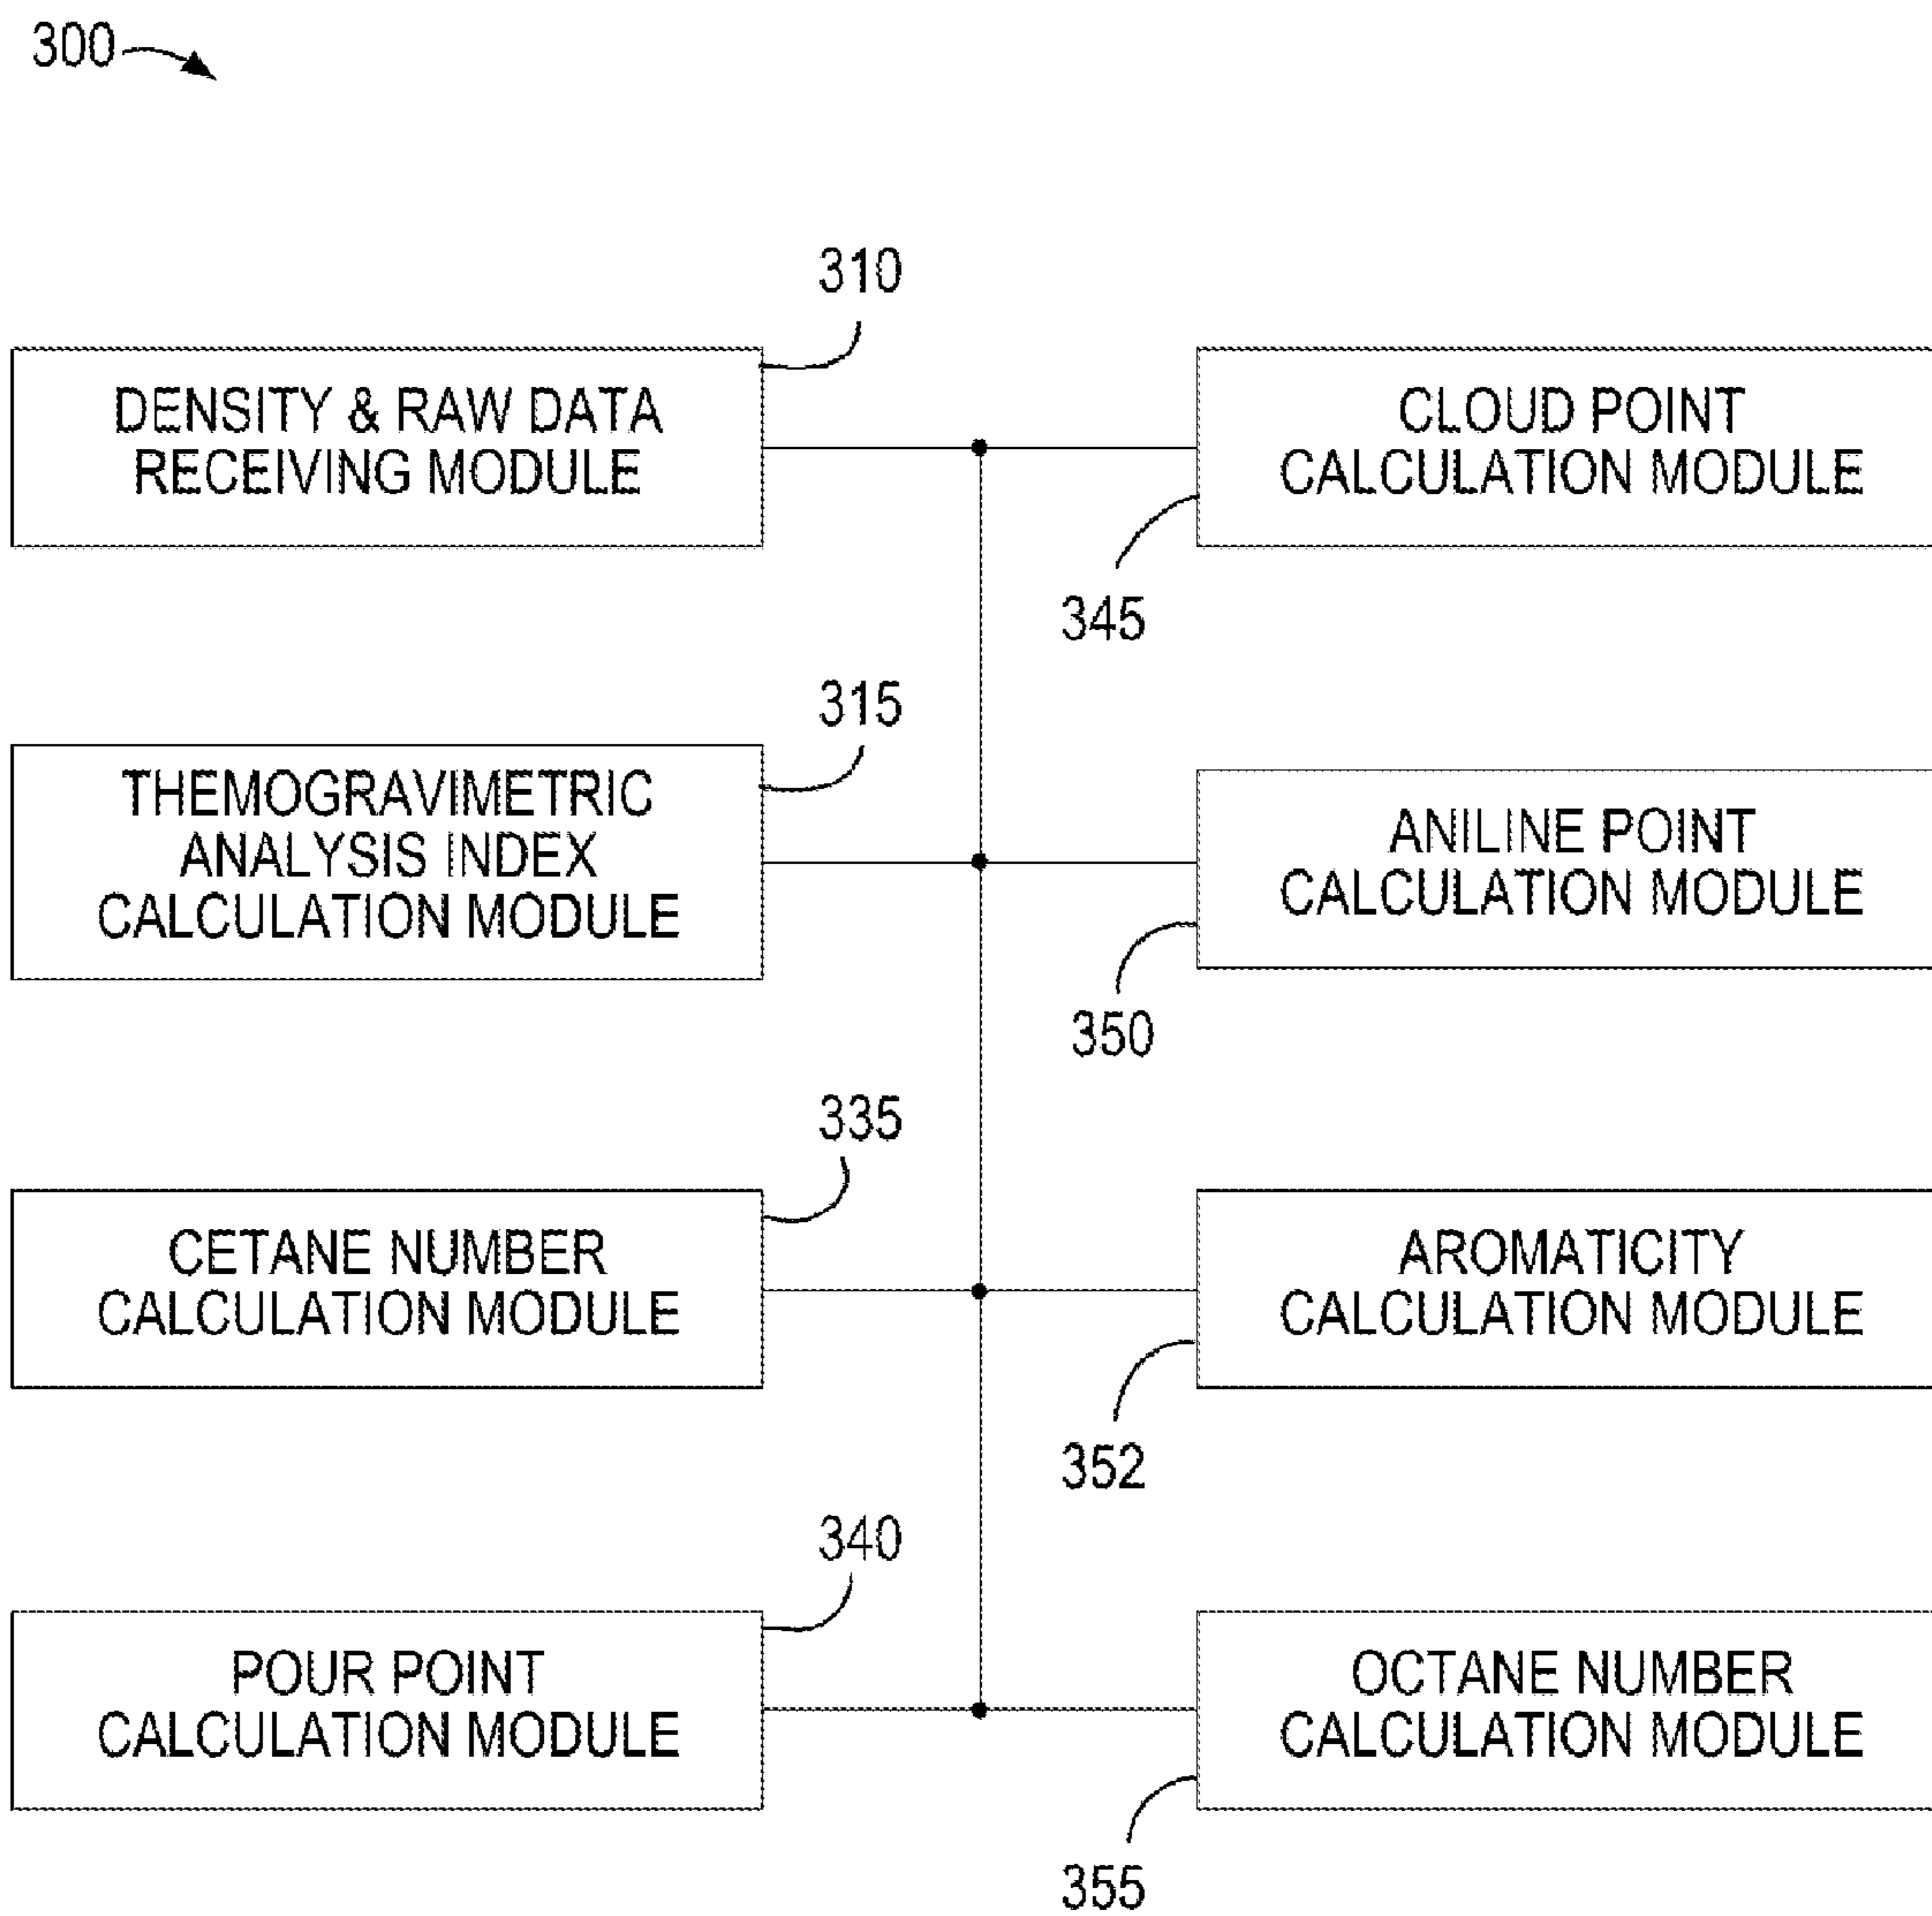 300
310
DENSITY & RAW DATA
RECEIVING MODULE
CLOUD POINT
CALCULATION MODULE
345
315
THEMOGRAVIMETRIC
ANALYSIS INDEX
CALCULATION MODULE
ANILINE POINT
CALCULATION MODULE
350
335
CETANE NUMBER
CALCULATION MODULE
AROMATICITY
CALCULATION MODULE
352
340
POUR POINT
CALCULATION MODULE
OCTANE NUMBER
CALCULATION MODULE
355